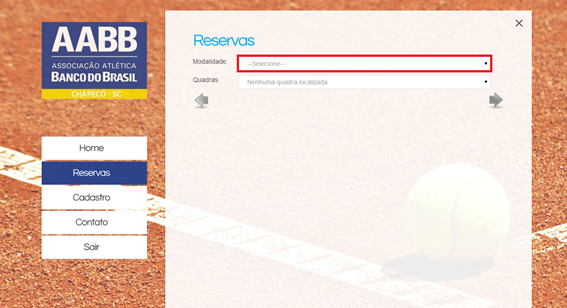 AABB
ASSOCIAÇÃO ATLÉTICA
BANCO DO BRASIL
CHAPECÓ - SC
Home
Reservas
Cadastro
Contato
Sair
Reservas
Modalidade: --Selecione--
Quadras: Nenhuma quadra localizada